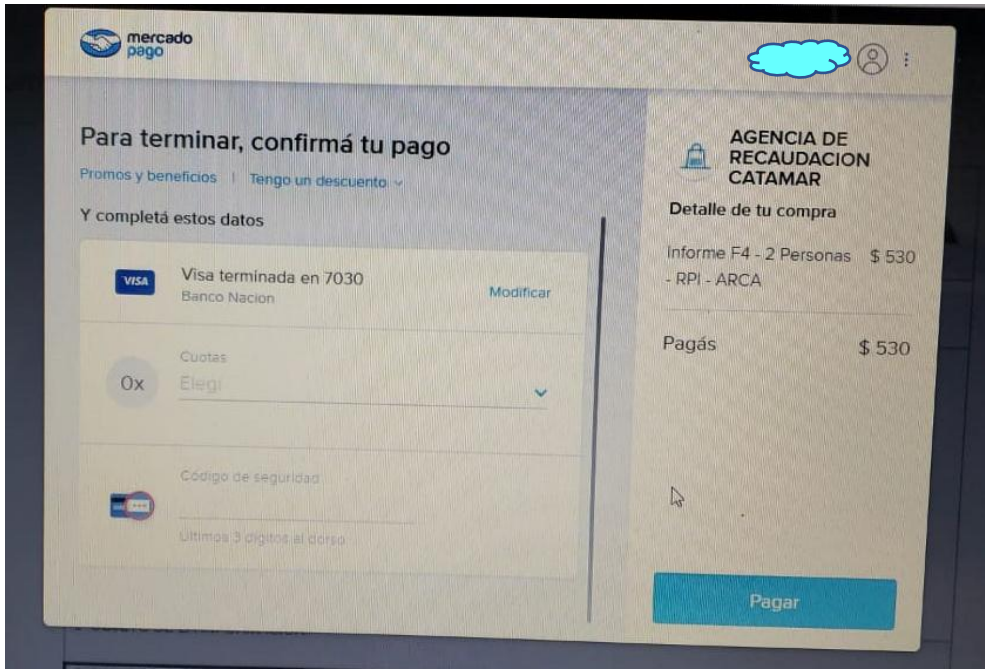 mercado
pago
Para terminar, confirmá tu pago
Promos y beneficios | Tengo un descuento
Y completá estos datos
VISA
Visa terminada en 7030
Banco Nacion
Modificar
Cuotas
0x
Elegí
Código de seguridad
Últimos 3 dígitos al dorso
AGENCIA DE
RECAUDACION
CATAMAR
Detalle de tu compra
Informe F4 - 2 Personas $ 530
- RPI - ARCA
Pagás $ 530
Pagar